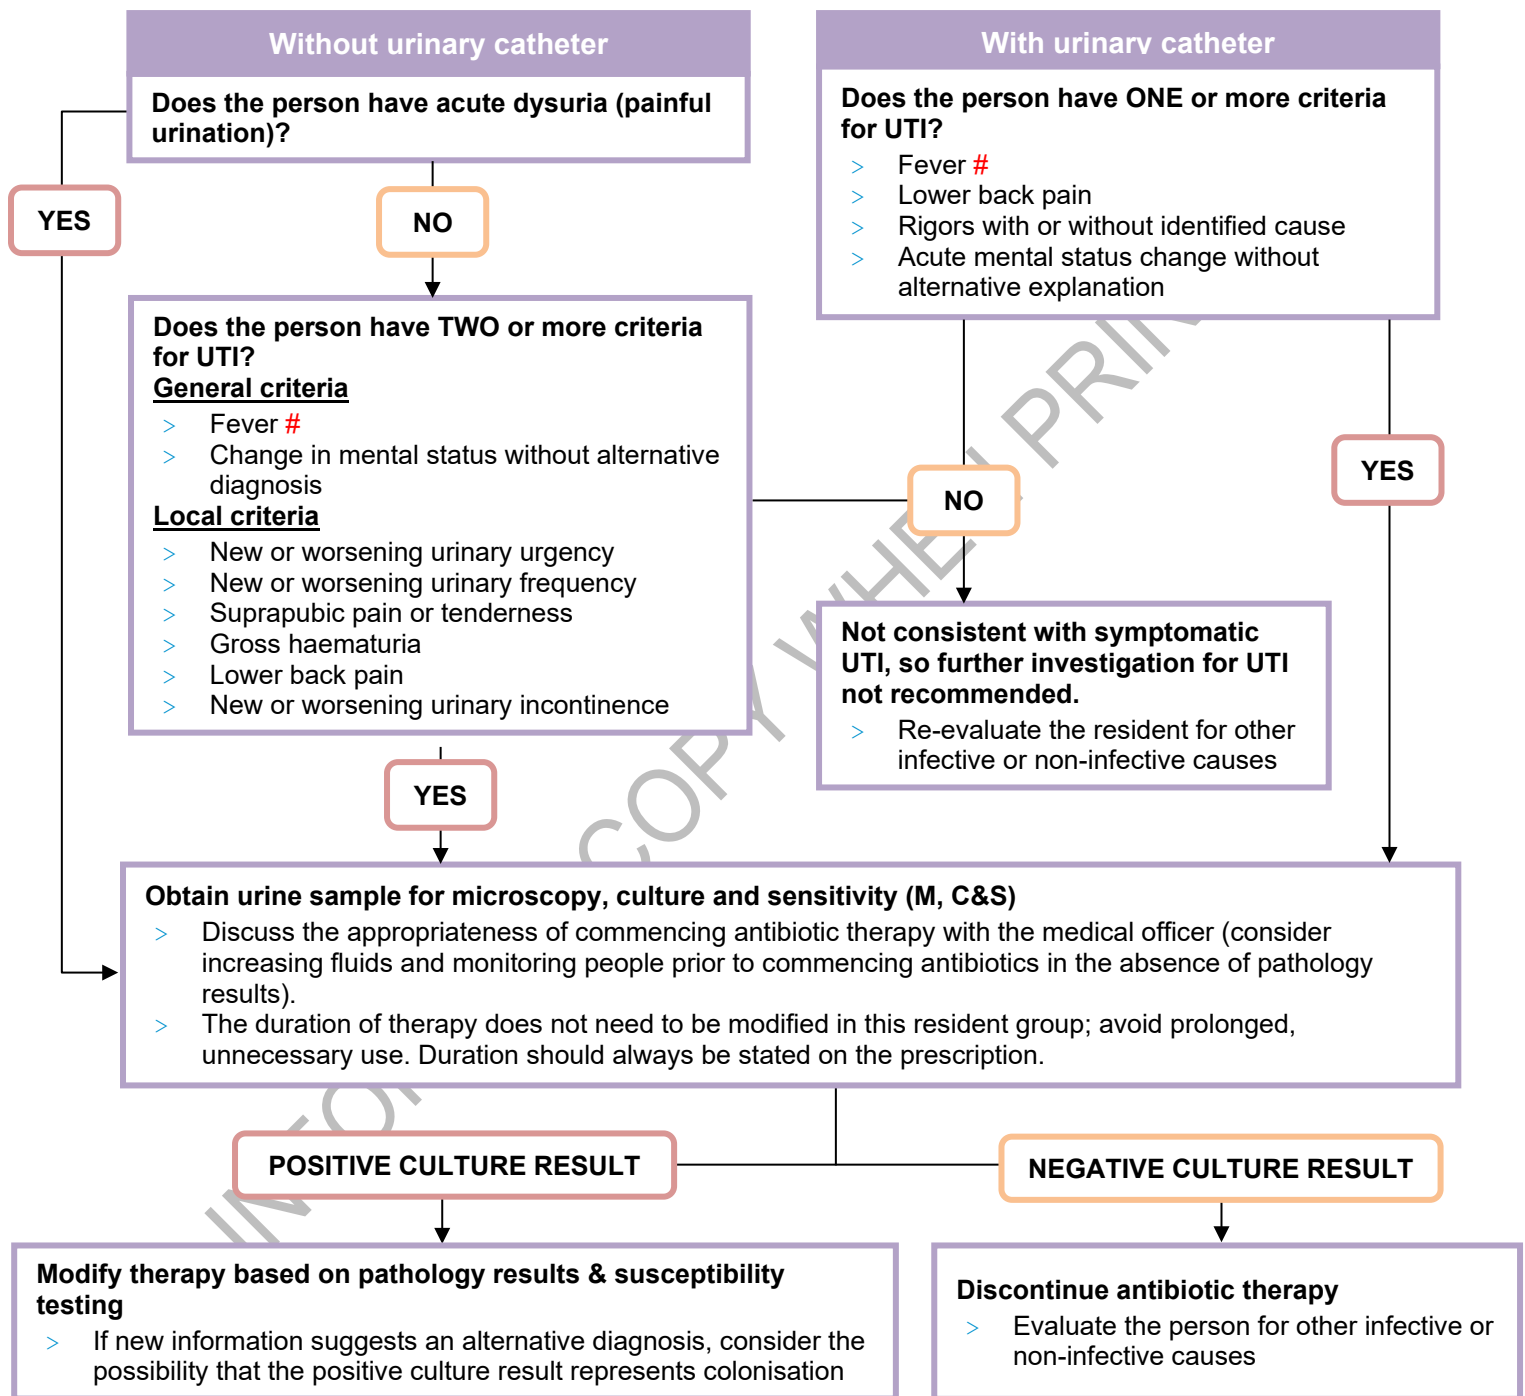 Without urinary catheter
Does the person have acute dysuria (painful
urination)?
YES
NO
Does the person have TWO or more criteria
for UTI?
General criteria
> Fever #
> Change in mental status without alternative
diagnosis
Local criteria
> New or worsening urinary urgency
> New or worsening urinary frequency
> Suprapubic pain or tenderness
> Gross haematuria
> Lower back pain
> New or worsening urinary incontinence
YES
With urinary catheter
Does the person have ONE or more criteria
for UTI?
> Fever #
> Lower back pain
> Rigors with or without identified cause
> Acute mental status change without
alternative explanation
NO
YES
Not consistent with symptomatic
UTI, so further investigation for UTI
not recommended.
> Re-evaluate the resident for other
infective or non-infective causes
Obtain urine sample for microscopy, culture and sensitivity (M, C&S)
> Discuss the appropriateness of commencing antibiotic therapy with the medical officer (consider
increasing fluids and monitoring people prior to commencing antibiotics in the absence of pathology
results).
> The duration of therapy does not need to be modified in this resident group; avoid prolonged,
unnecessary use. Duration should always be stated on the prescription.
POSITIVE CULTURE RESULT
NEGATIVE CULTURE RESULT
Modify therapy based on pathology results & susceptibility
testing
> If new information suggests an alternative diagnosis, consider the
possibility that the positive culture result represents colonisation
Discontinue antibiotic therapy
> Evaluate the person for other infective or
non-infective causes
COPY WHEN